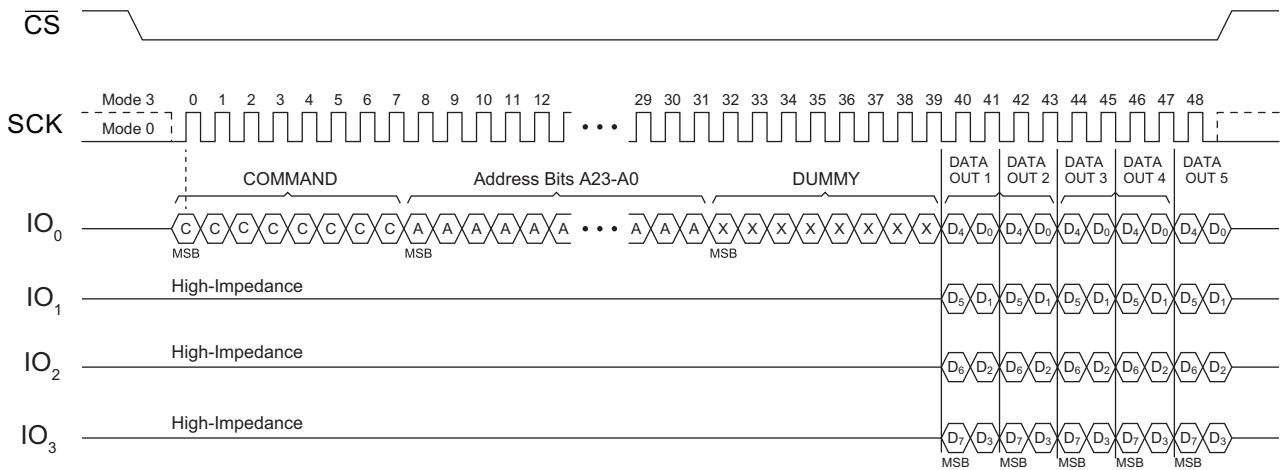 CS
Mode 3
0 1 2 3 4 5 6 7 8 9 10 11 12 29 30 31 32 33 34 35 36 37 38 39 40 41 42 43 44 45 46 47 48
SCK
Mode 0
COMMAND
Address Bits A23-A0
DUMMY
DATA OUT 1
DATA OUT 2
DATA OUT 3
DATA OUT 4
DATA OUT 5
IO0
C C C C C C C C A A A A A A A A A X X X X X X X X D4 D0 D4 D0 D4 D0 D4 D0 D4 D0
MSB MSB MSB
High-Impedance
IO1
D5 D1 D5 D1 D5 D1 D5 D1 D5 D1
High-Impedance
IO2
D6 D2 D6 D2 D6 D2 D6 D2 D6 D2
High-Impedance
IO3
D7 D3 D7 D3 D7 D3 D7 D3 D7 D3
MSB MSB MSB MSB MSB